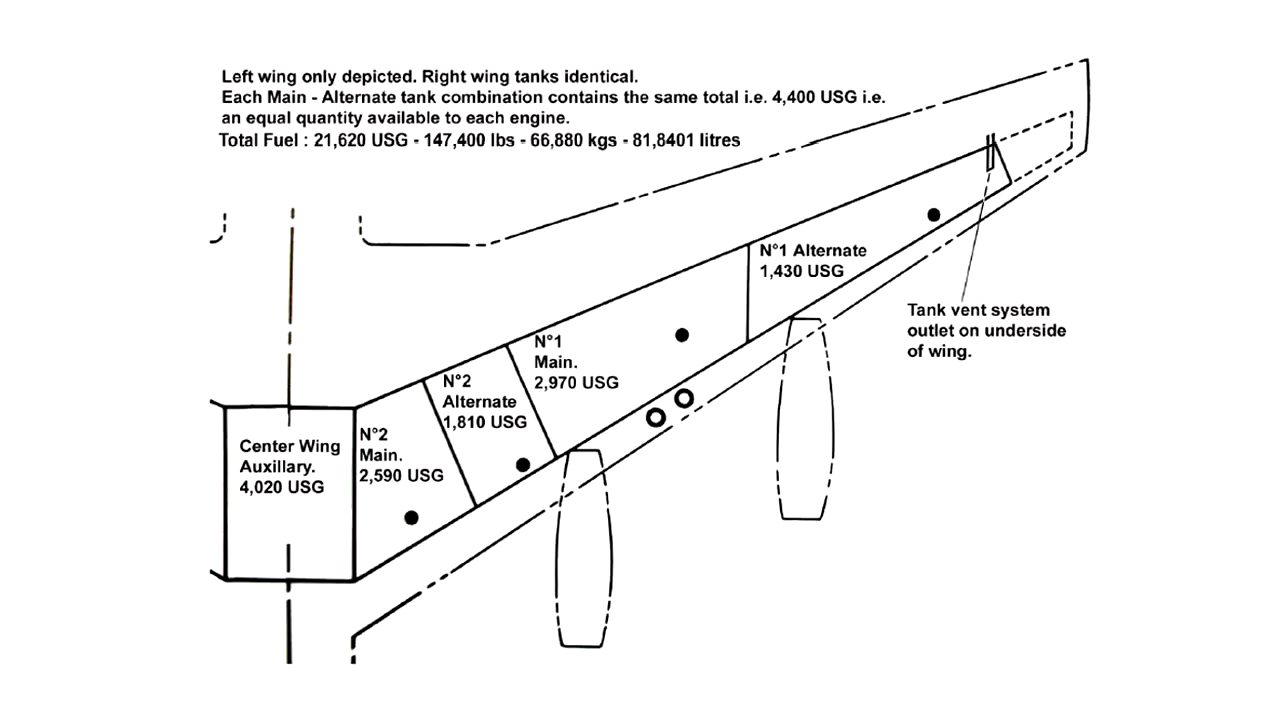 Left wing only depicted. Right wing tanks identical.
Each Main - Alternate tank combination contains the same total i.e. 4,400 USG i.e.
an equal quantity available to each engine.
Total Fuel : 21,620 USG - 147,400 lbs - 66,880 kgs - 81,8401 litres
N°1 Alternate
1,430 USG
Tank vent system
outlet on underside
of wing.
N°1
Main.
2,970 USG
N°2
Alternate
1,810 USG
N°2
Main.
2,590 USG
Center Wing
Auxillary.
4,020 USG